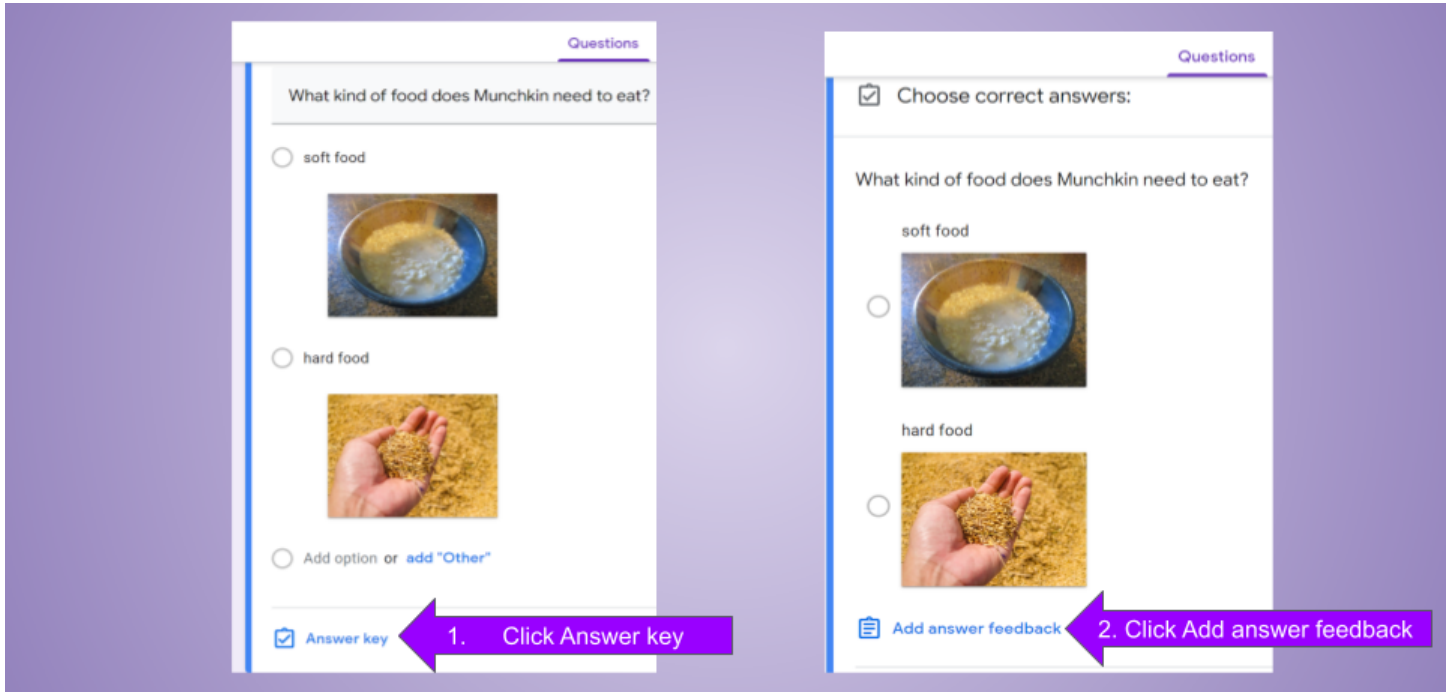 Questions
What kind of food does Munchkin need to eat?
soft food
hard food
Add option or add "Other"
Answer key
1. Click Answer key
Questions
Choose correct answers:
What kind of food does Munchkin need to eat?
soft food
hard food
Add answer feedback
2. Click Add answer feedback